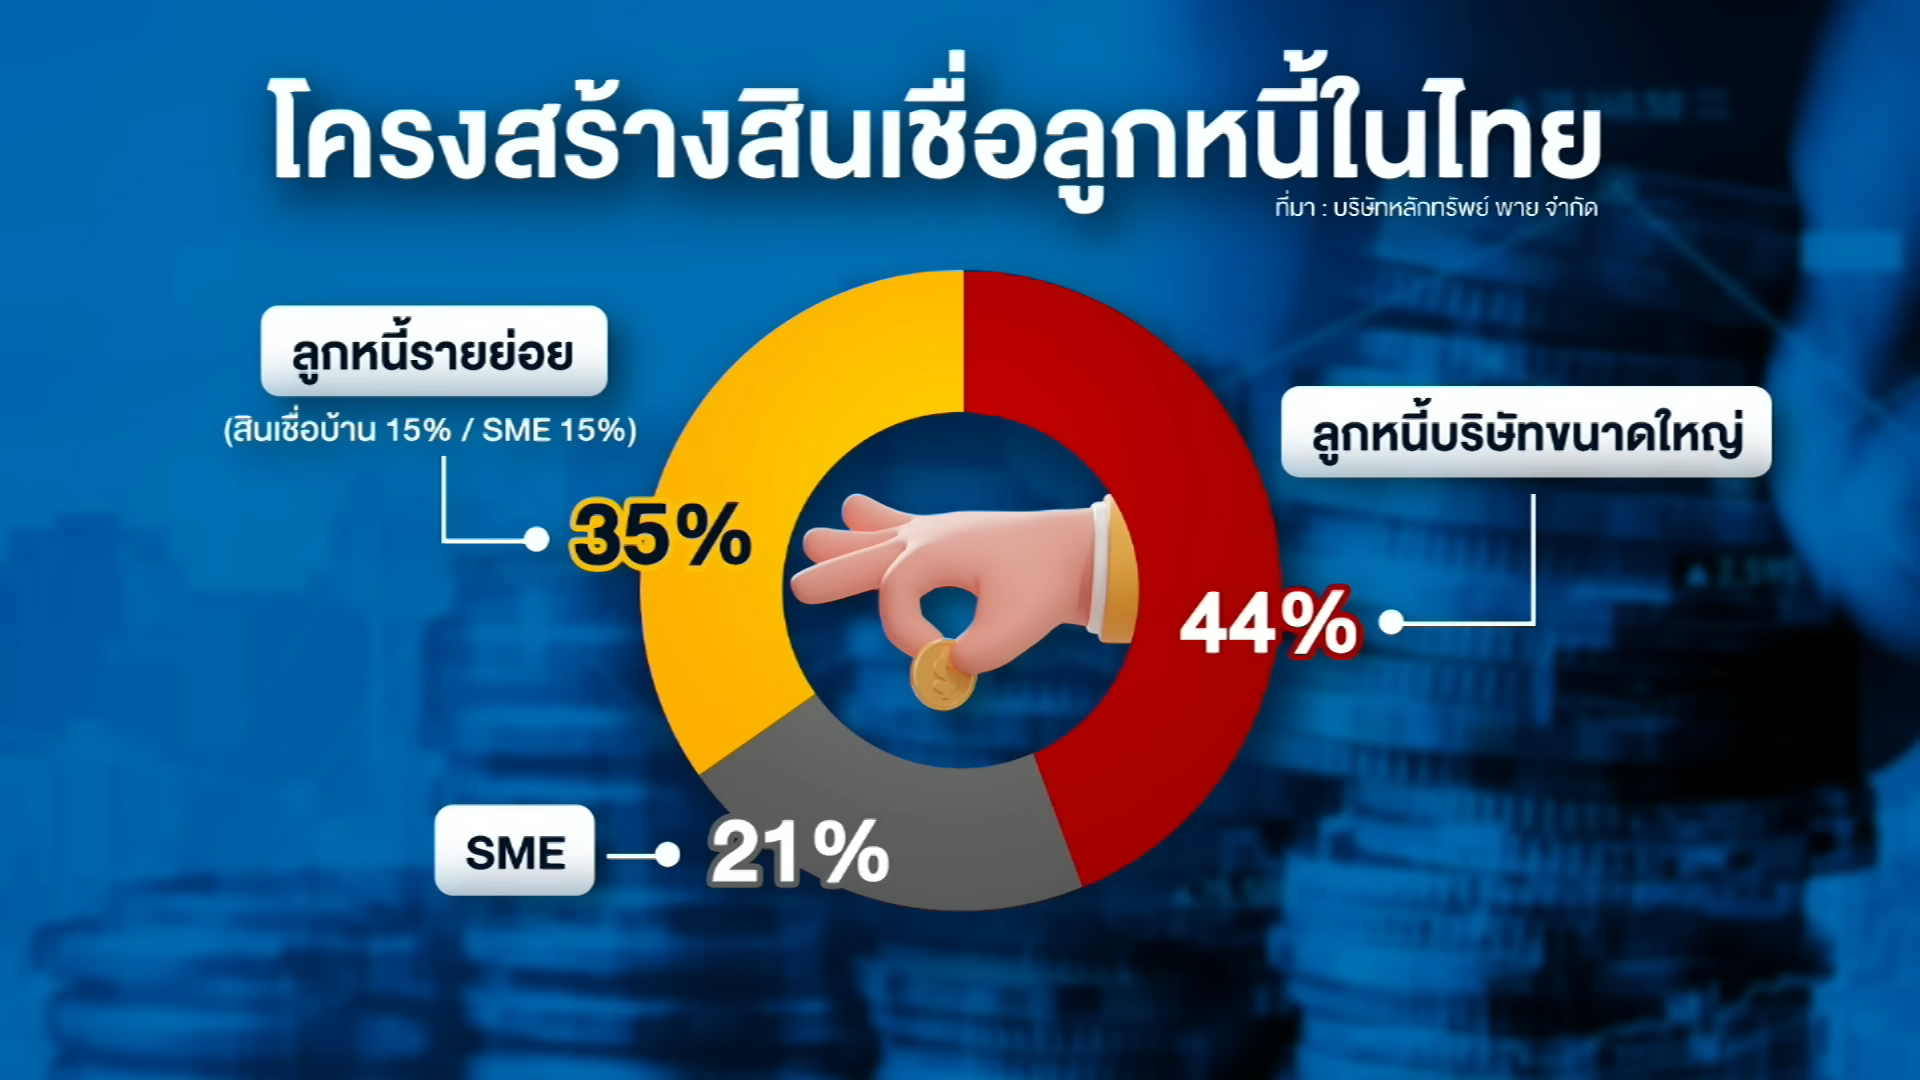 โครงสร้างสินเชื่อลูกหนี้ในไทย
ที่มา : บริษัทหลักทรัพย์ พาย จำกัด
ลูกหนี้รายย่อย
(สินเชื่อบ้าน 15% / SME 15%)
35%
ลูกหนี้บริษัทขนาดใหญ่
44%
SME
21%